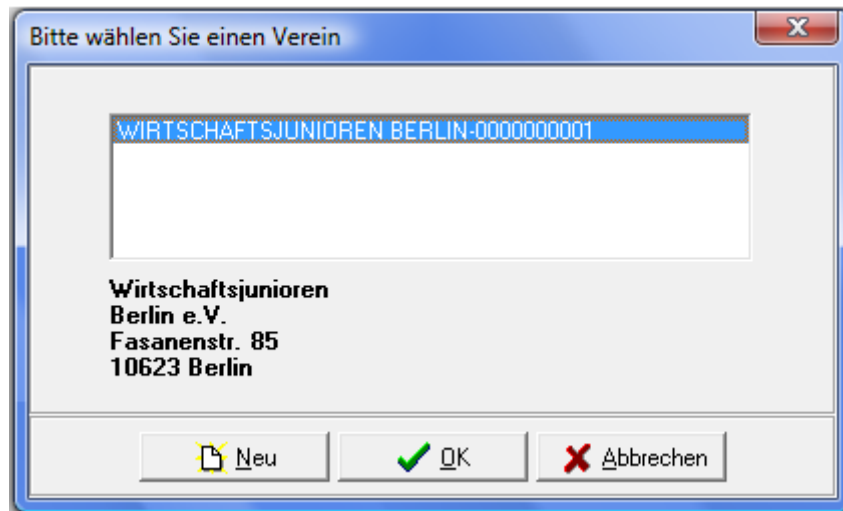 Bitte wählen Sie einen Verein
WIRTSCHAFTSJUNIOREN BERLIN-0000000001
Wirtschaftsjunioren
Berlin e.V.
Fasanenstr. 85
10623 Berlin
Neu
OK
Abbrechen